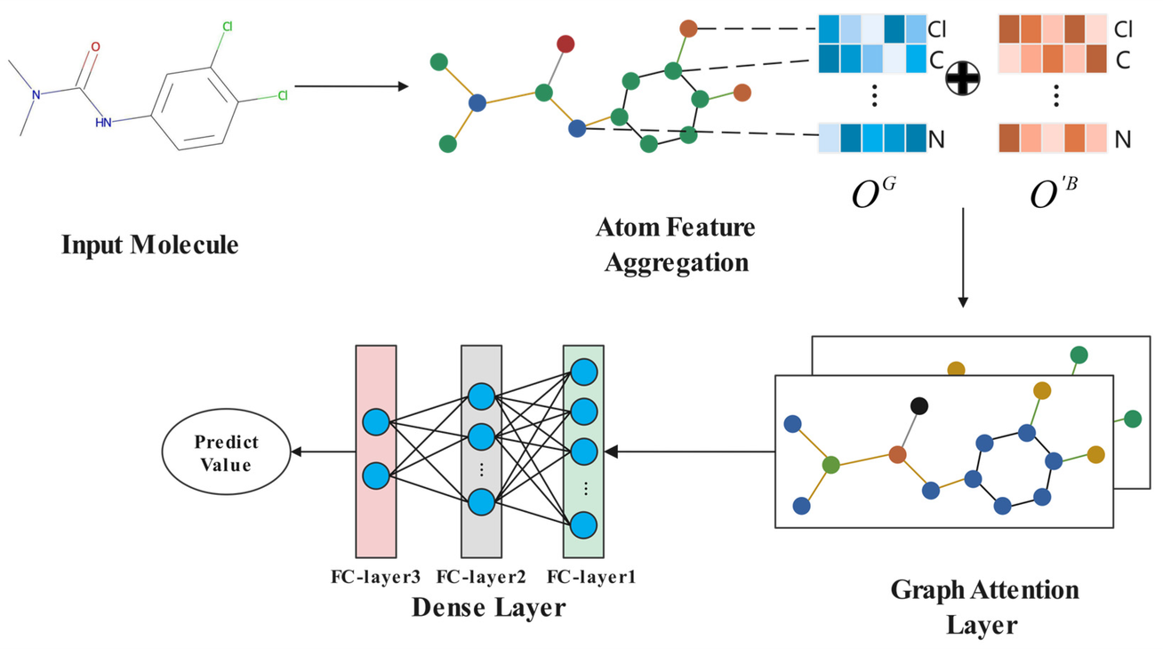 Cl
O
Cl
N
HN
Cl
C
N
O^G
Cl
C
N
O'^B
Input Molecule
Atom Feature
Aggregation
Predict
Value
FC-layer3
FC-layer2
FC-layer1
Dense Layer
Graph Attention
Layer